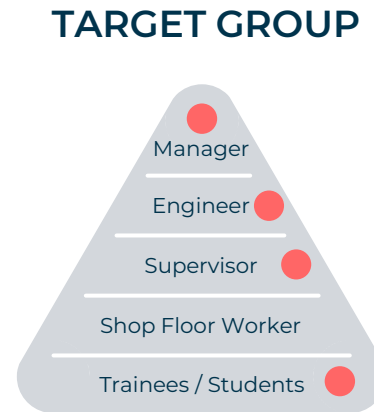 TARGET GROUP
Manager
Engineer
Supervisor
Shop Floor Worker
Trainees / Students